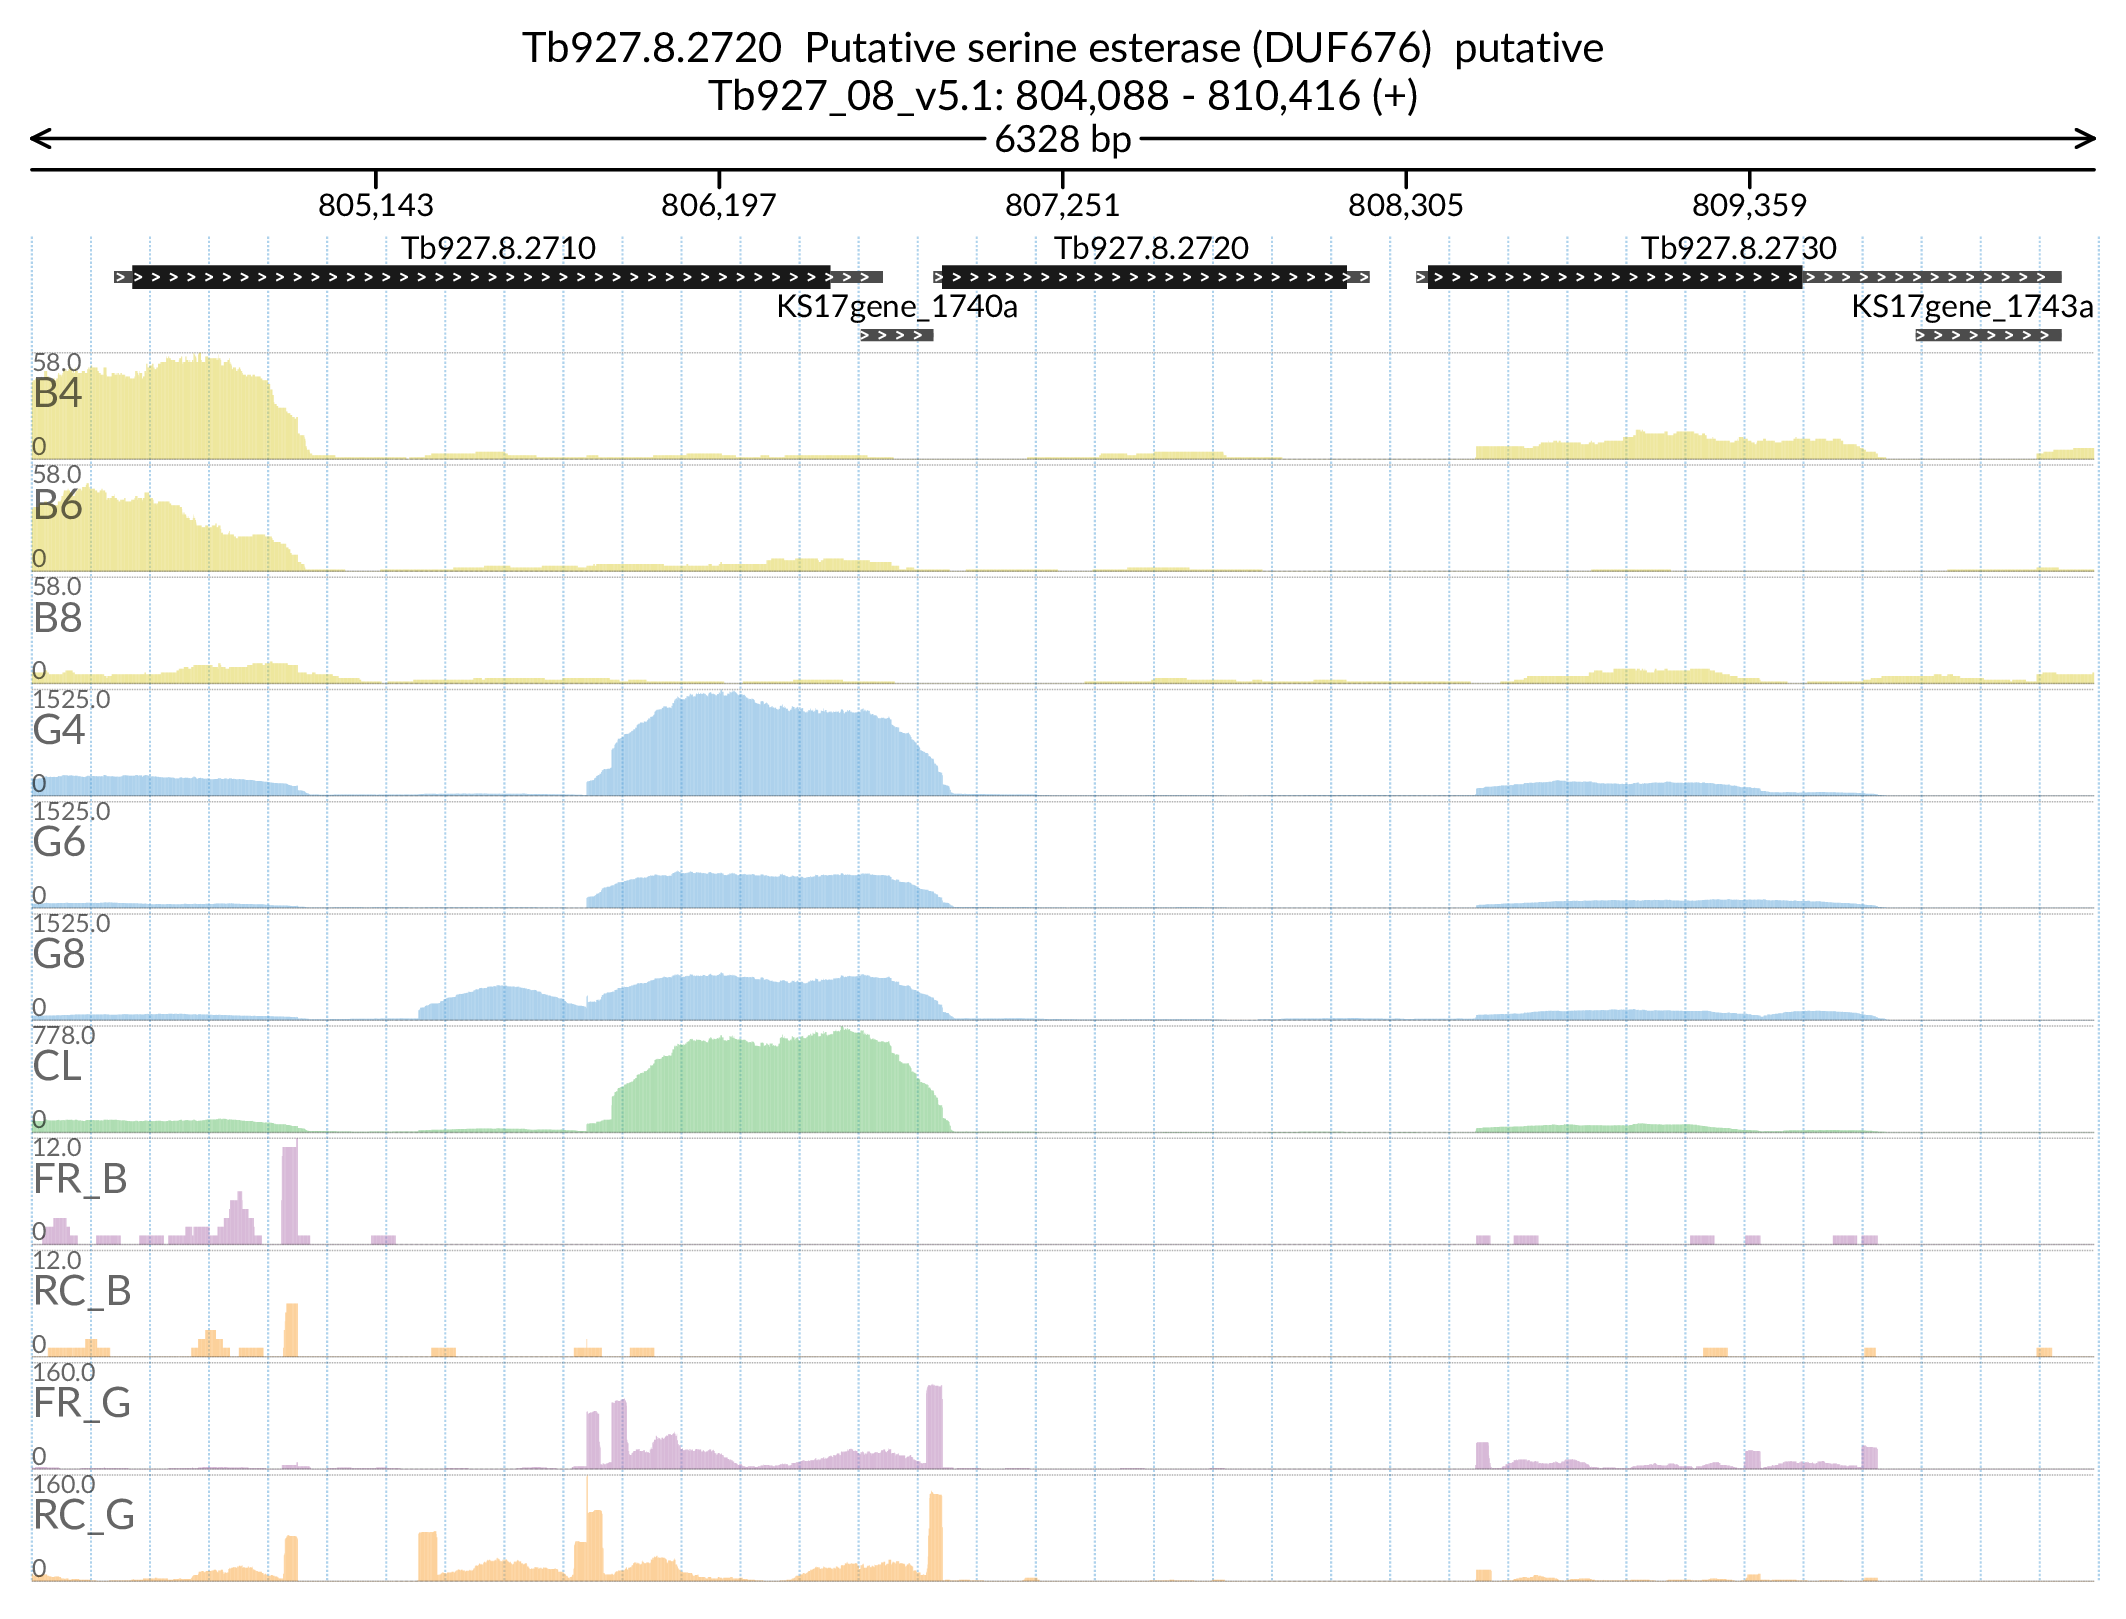 Tb927.8.2720  Putative serine esterase (DUF676)  putative
Tb927_08_v5.1: 804,088 - 810,416 (+)
6328 bp
805,143 806,197 807,251 808,305 809,359
Tb927.8.2710 Tb927.8.2720 Tb927.8.2730
KS17gene_1740a KS17gene_1743a
58.0
B4
0
58.0
B6
0
58.0
B8
0
1525.0
G4
0
1525.0
G6
0
1525.0
G8
0
778.0
CL
0
12.0
FR_B
0
12.0
RC_B
0
160.0
FR_G
0
160.0
RC_G
0